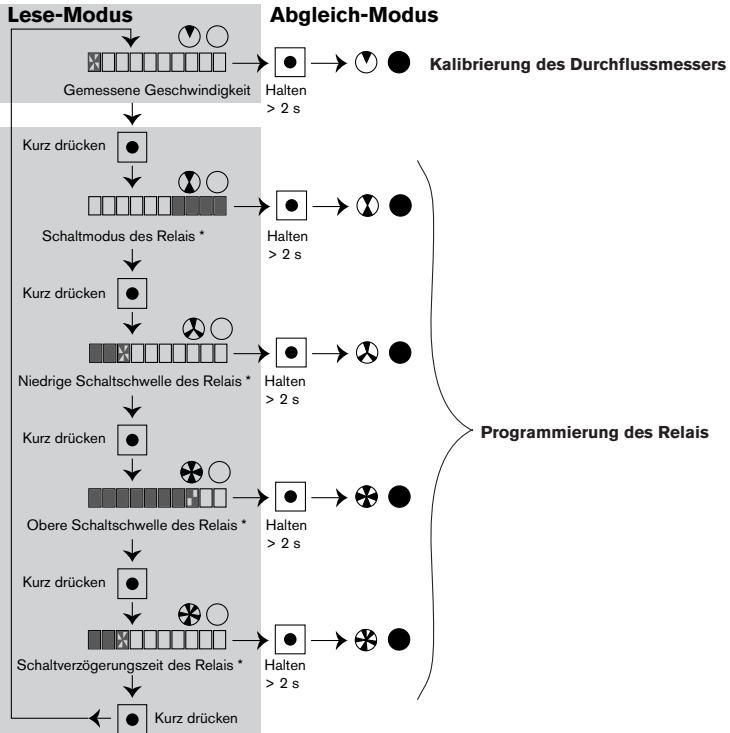 Lese-Modus
Abgleich-Modus
Gemessene Geschwindigkeit
Halten
> 2 s
Kalibrierung des Durchflussmessers
Kurz drücken
Schaltmodus des Relais *
Halten
> 2 s
Kurz drücken
Niedrige Schaltschwelle des Relais *
Halten
> 2 s
Kurz drücken
Programmierung des Relais
Obere Schaltschwelle des Relais *
Halten
> 2 s
Kurz drücken
Schaltverzögerungszeit des Relais *
Halten
> 2 s
Kurz drücken